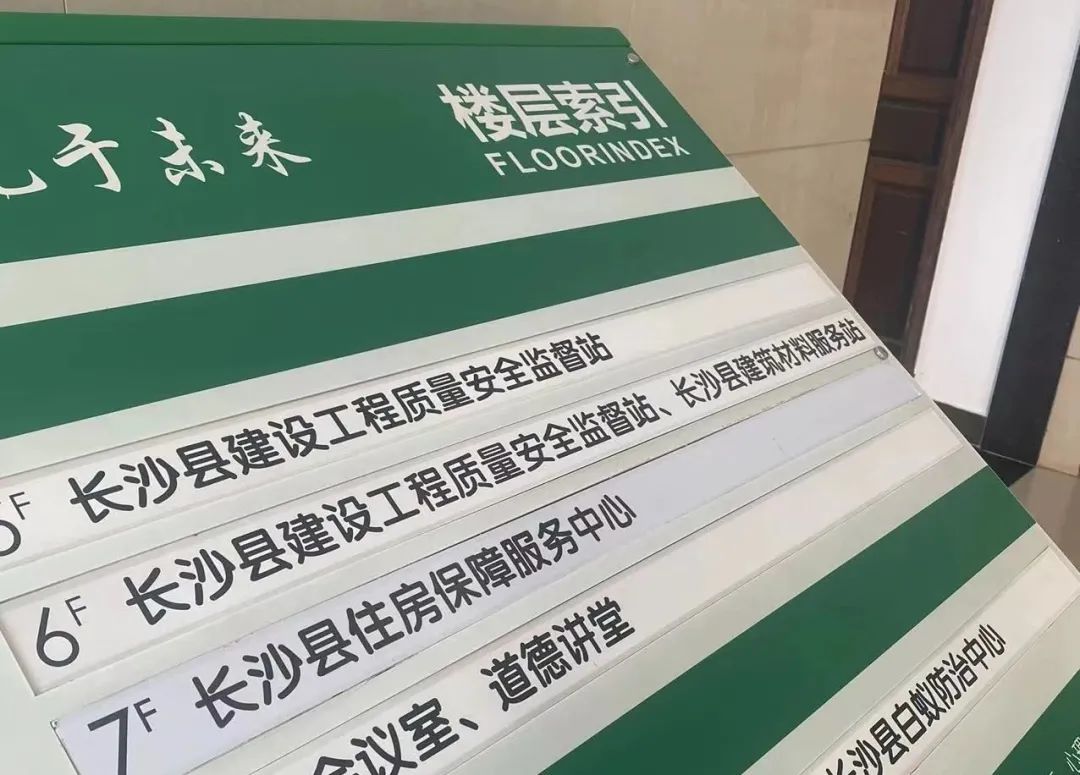 于未来
楼层索引
FLOORINDEX
F 长沙县建设工程质量安全监督站
6F 长沙县建设工程质量安全监督站、长沙县建筑材料服务站
7F 长沙县住房保障服务中心
会议室、道德讲堂
长沙县白蚁防治中心